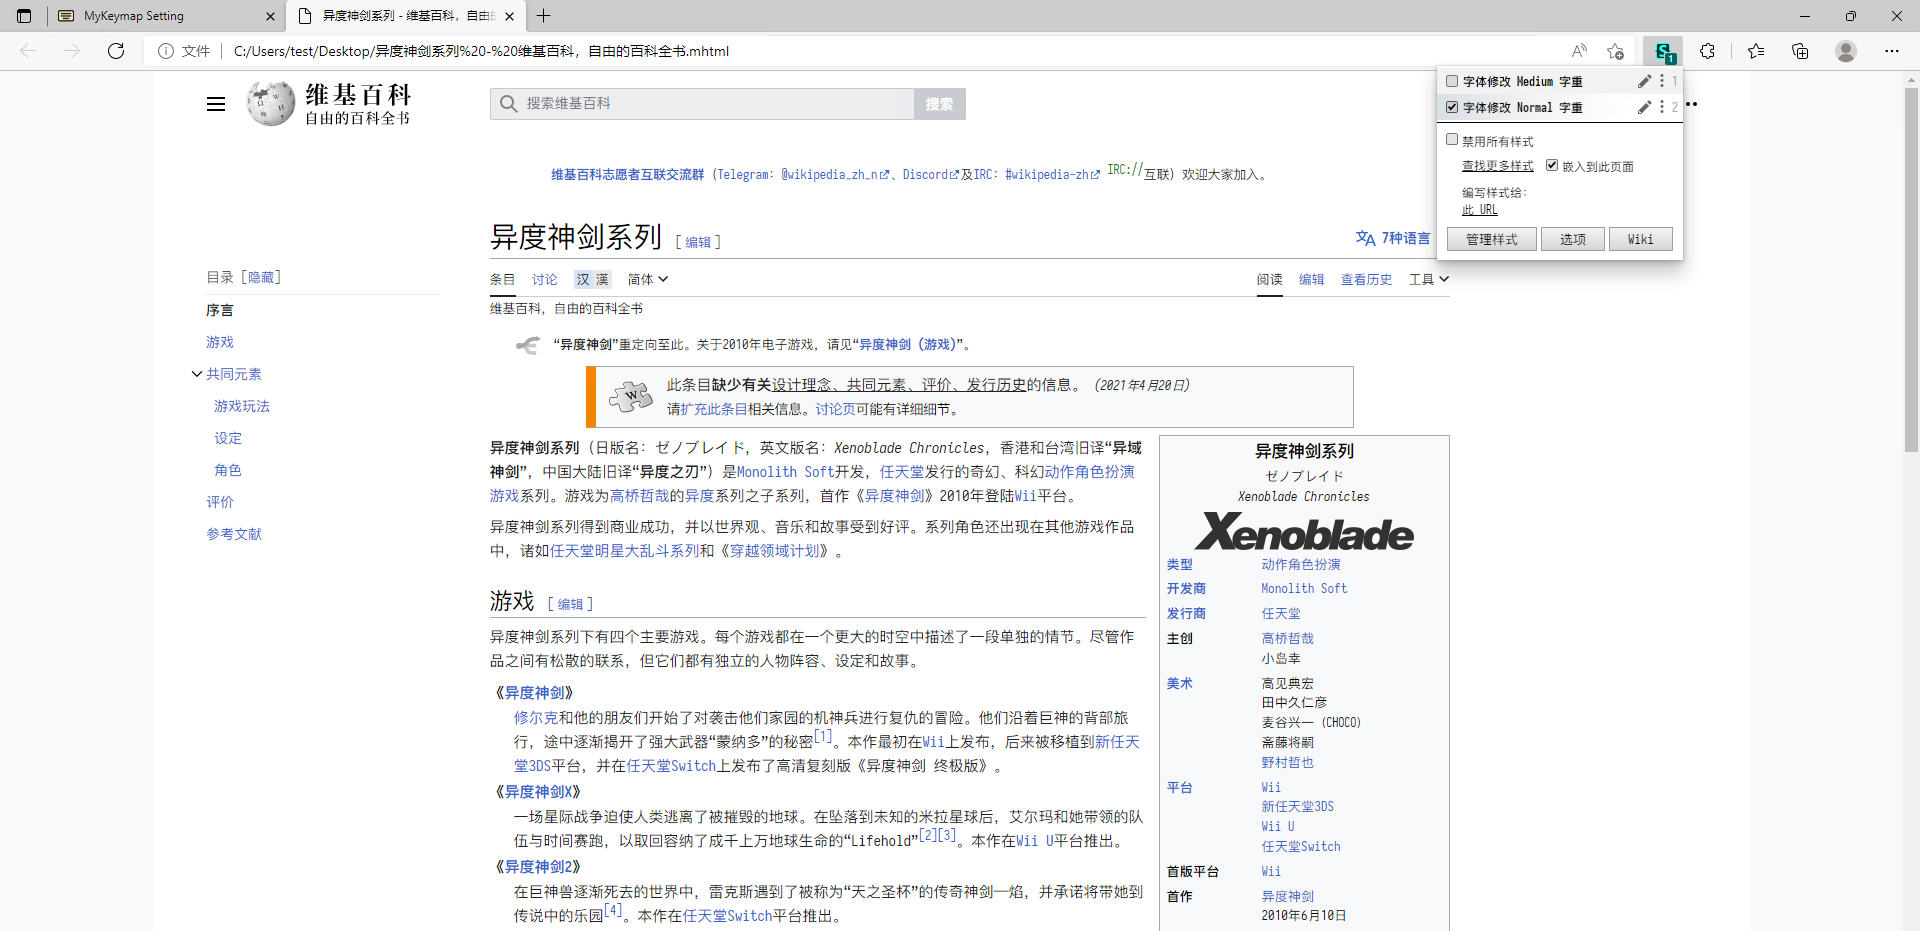 MyKeymap Setting
异度神剑系列 - 维基百科，自由的
文件
C:/Users/test/Desktop/异度神剑系列%20-%20维基百科，自由的百科全书.mhtml
字体修改 Medium 字重
1
字体修改 Normal 字重
2
禁用所有样式
查找更多样式
嵌入到此页面
编写样式给：
此 URL
管理样式
选项
Wiki
维基百科
自由的百科全书
搜索维基百科
搜索
维基百科志愿者互联交流群（Telegram：@wikipedia_zh_n、Discord及IRC：#wikipedia-zh IRC://互联）欢迎大家加入。
异度神剑系列 [ 编辑 ]
7种语言
目录 [隐藏]
序言
游戏
共同元素
游戏玩法
设定
角色
评价
参考文献
条目 讨论 汉 漢 简体
阅读 编辑 查看历史 工具
维基百科，自由的百科全书
“异度神剑”重定向至此。关于2010年电子游戏，请见“异度神剑（游戏）”。
此条目缺少有关设计理念、共同元素、评价、发行历史的信息。 （2021年4月20日）
请扩充此条目相关信息。讨论页可能有详细细节。
异度神剑系列（日版名：ゼノブレイド，英文版名：Xenoblade Chronicles，香港和台湾旧译“异域
神剑”，中国大陆旧译“异度之刃”）是Monolith Soft开发，任天堂发行的奇幻、科幻动作角色扮演
游戏系列。游戏为高桥哲哉的异度系列之子系列，首作《异度神剑》2010年登陆Wii平台。
异度神剑系列得到商业成功，并以世界观、音乐和故事受到好评。系列角色还出现在其他游戏作品
中，诸如任天堂明星大乱斗系列和《穿越领域计划》。
游戏 [ 编辑 ]
异度神剑系列下有四个主要游戏。每个游戏都在一个更大的时空中描述了一段单独的情节。尽管作
品之间有松散的联系，但它们都有独立的人物阵容、设定和故事。
《异度神剑》
修尔克和他的朋友们开始了对袭击他们家园的机神兵进行复仇的冒险。他们沿着巨神的背部旅
行，途中逐渐揭开了强大武器“蒙纳多”的秘密[1]。本作最初在Wii上发布，后来被移植到新任天
堂3DS平台，并在任天堂Switch上发布了高清复刻版《异度神剑 终极版》。
《异度神剑X》
一场星际战争迫使人类逃离了被摧毁的地球。在坠落到未知的米拉星球后，艾尔玛和她带领的队
伍与时间赛跑，以取回容纳了成千上万地球生命的“Lifehold”[2][3]。本作在Wii U平台推出。
《异度神剑2》
在巨神兽逐渐死去的世界中，雷克斯遇到了被称为“天之圣杯”的传奇神剑—焰，并承诺将带她到
传说中的乐园[4]。本作在任天堂Switch平台推出。
异度神剑系列
ゼノブレイド
Xenoblade Chronicles
Xenoblade
类型 动作角色扮演
开发商 Monolith Soft
发行商 任天堂
主创 高桥哲哉
小岛幸
美术 高见典宏
田中久仁彦
麦谷兴一（CHOCO）
斋藤将嗣
野村哲也
平台 Wii
新任天堂3DS
Wii U
任天堂Switch
首版平台 Wii
首作 异度神剑
2010年6月10日